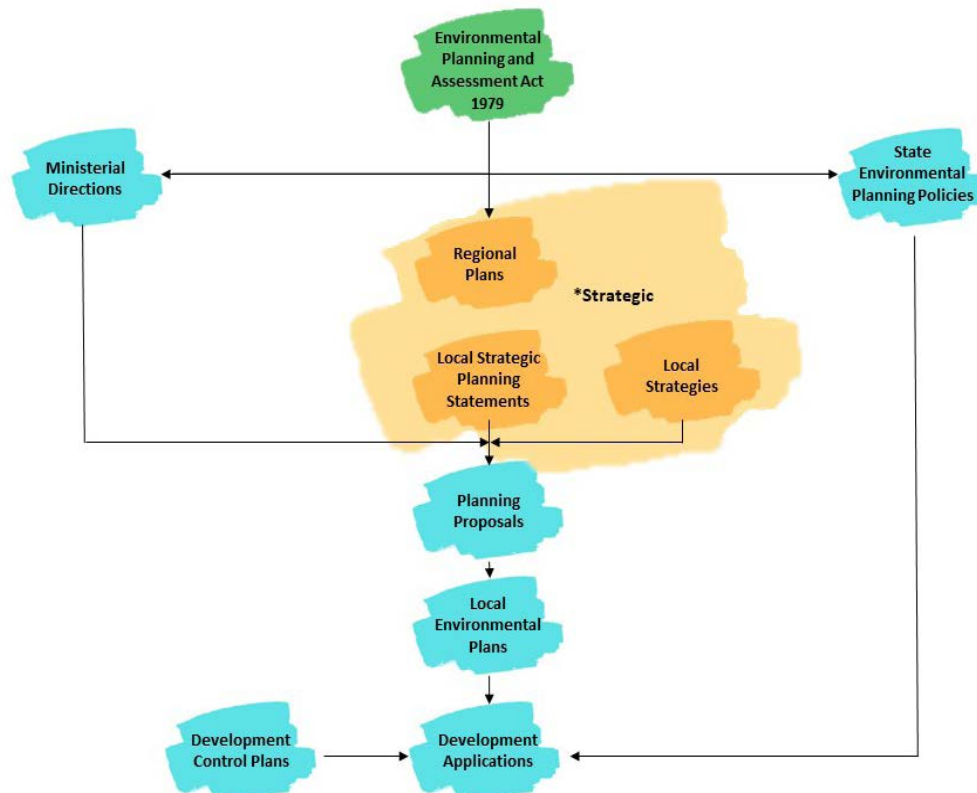 Environmental
Planning and
Assessment Act
1979
Ministerial
Directions
State
Environmental
Planning Policies
Regional
Plans
*Strategic
Local Strategic
Planning
Statements
Local
Strategies
Planning
Proposals
Local
Environmental
Plans
Development
Control Plans
Development
Applications